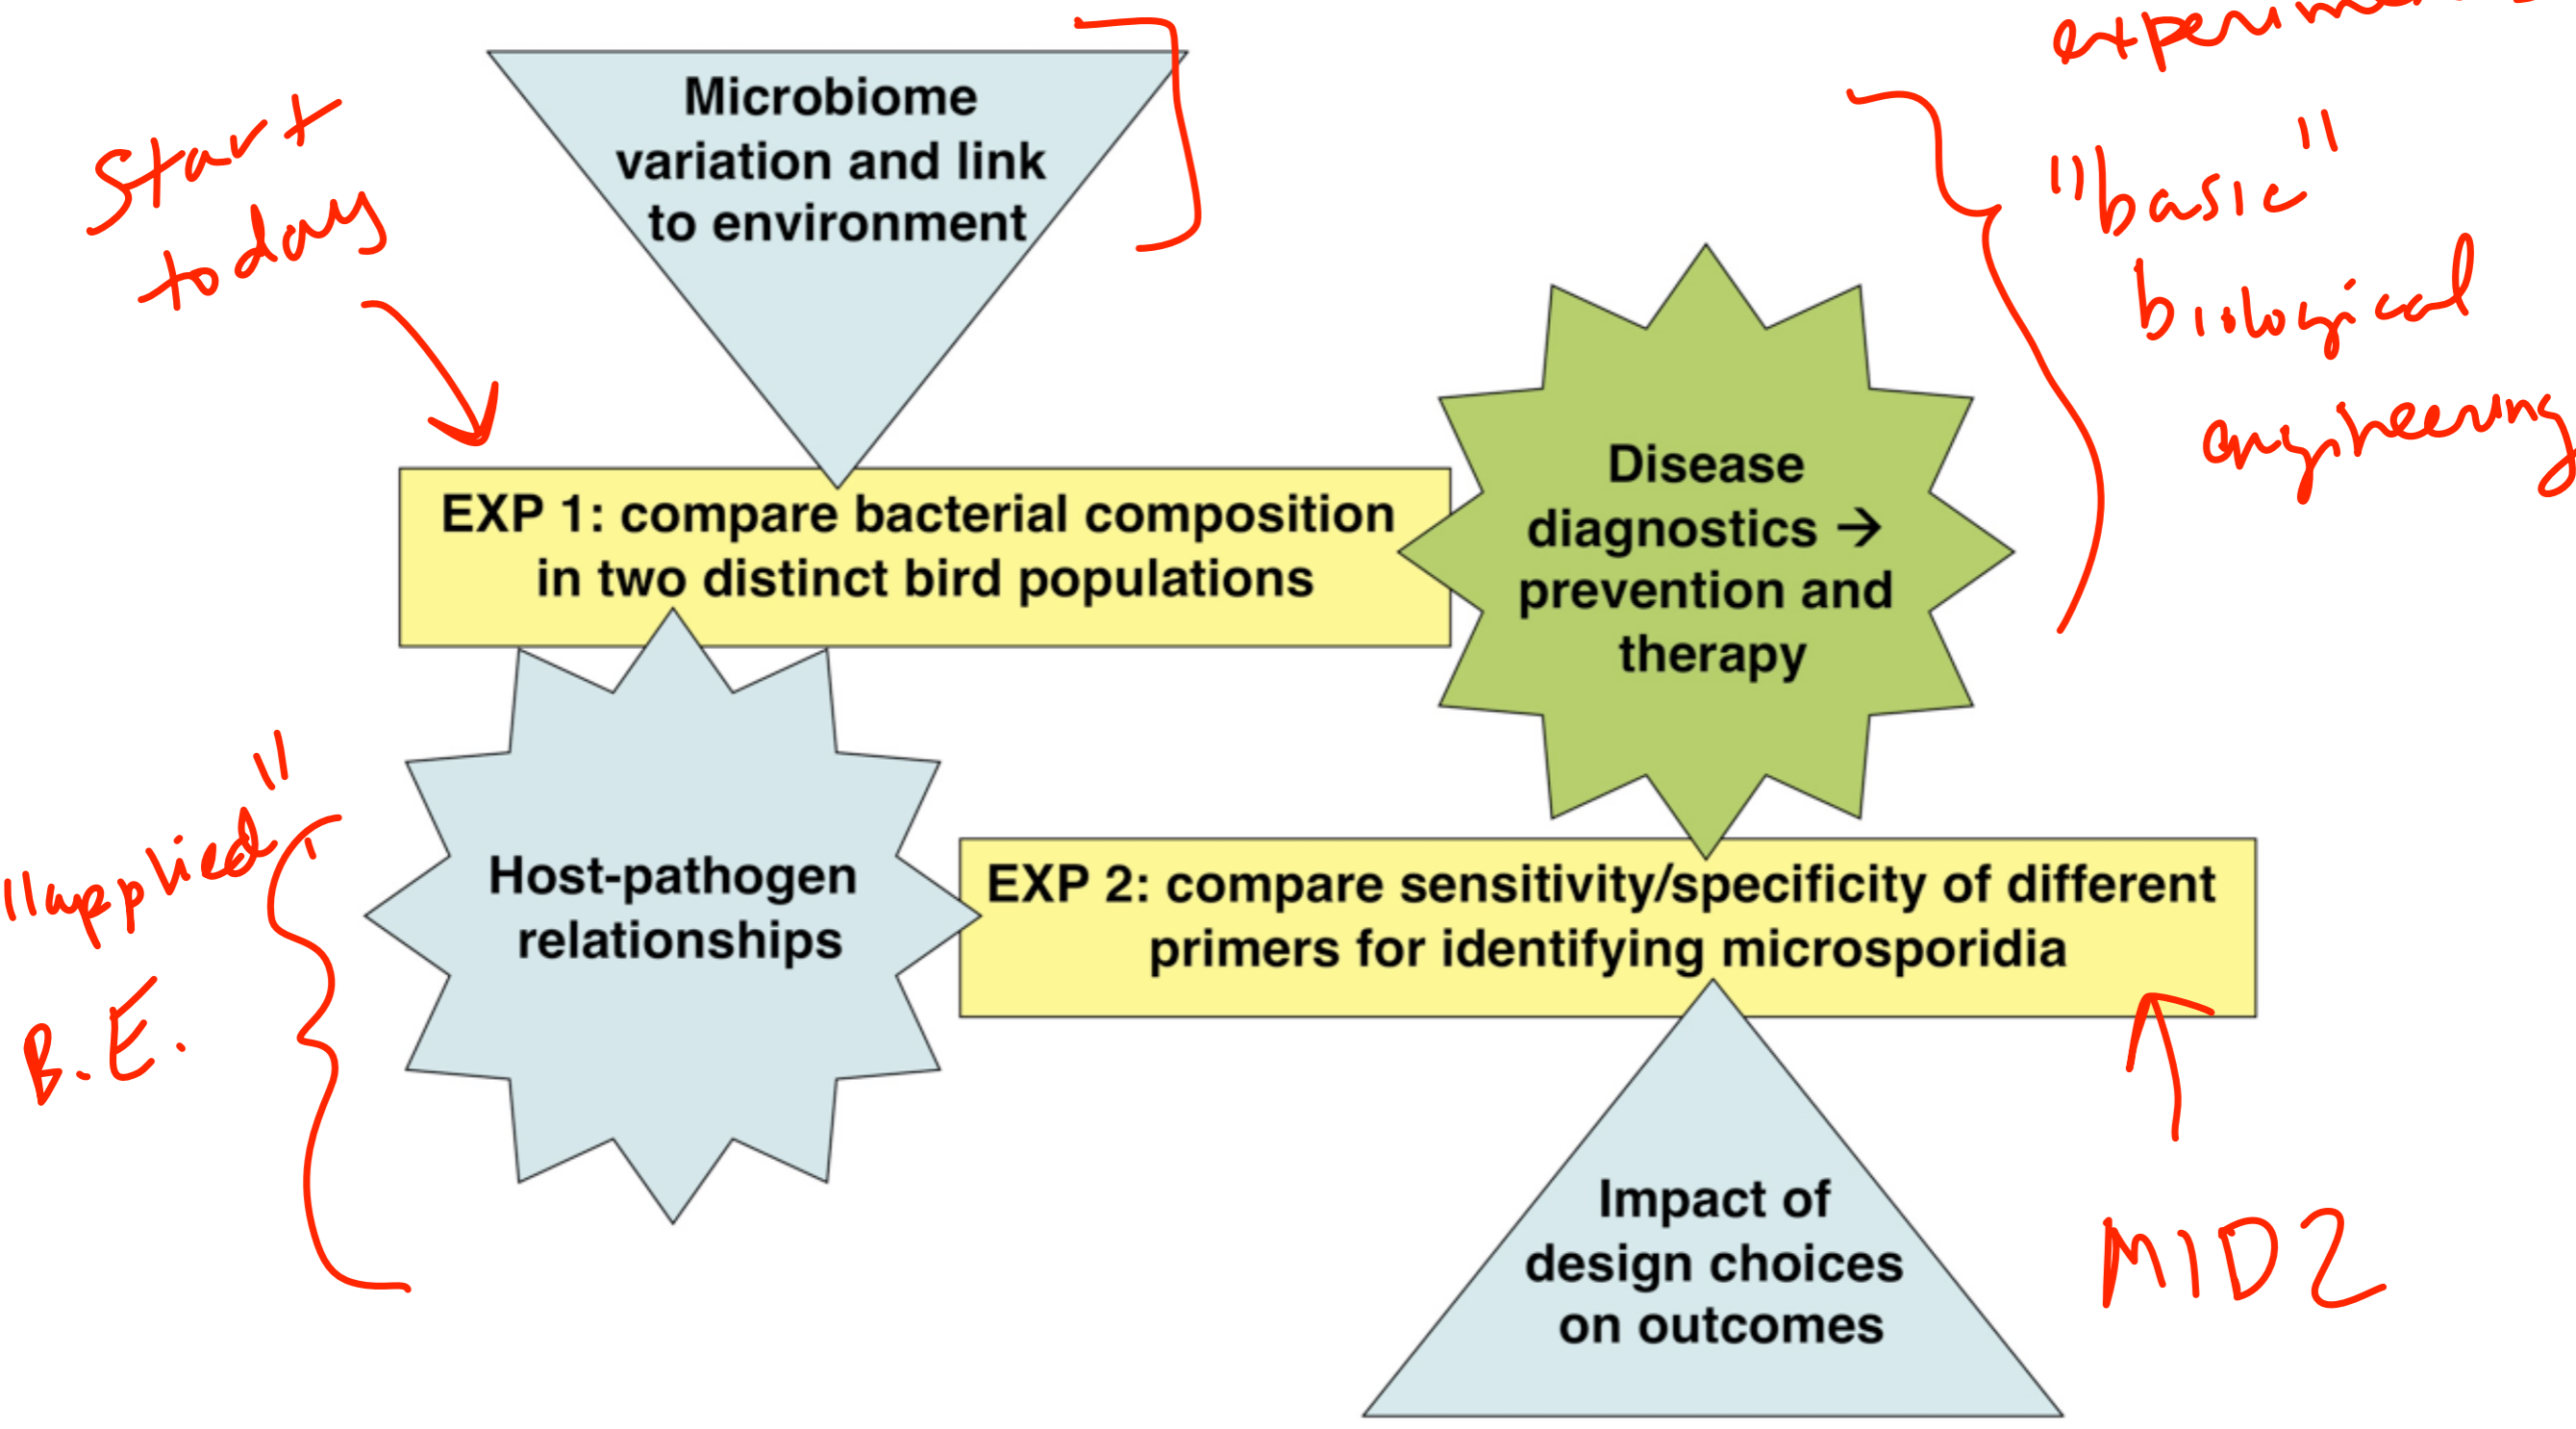 Microbiome
variation and link
to environment
Start
today
"basic"
biological
engineering
EXP 1: compare bacterial composition
in two distinct bird populations
Disease
diagnostics →
prevention and
therapy
"applied"
B.E.
Host-pathogen
relationships
EXP 2: compare sensitivity/specificity of different
primers for identifying microsporidia
Impact of
design choices
on outcomes
M1D2